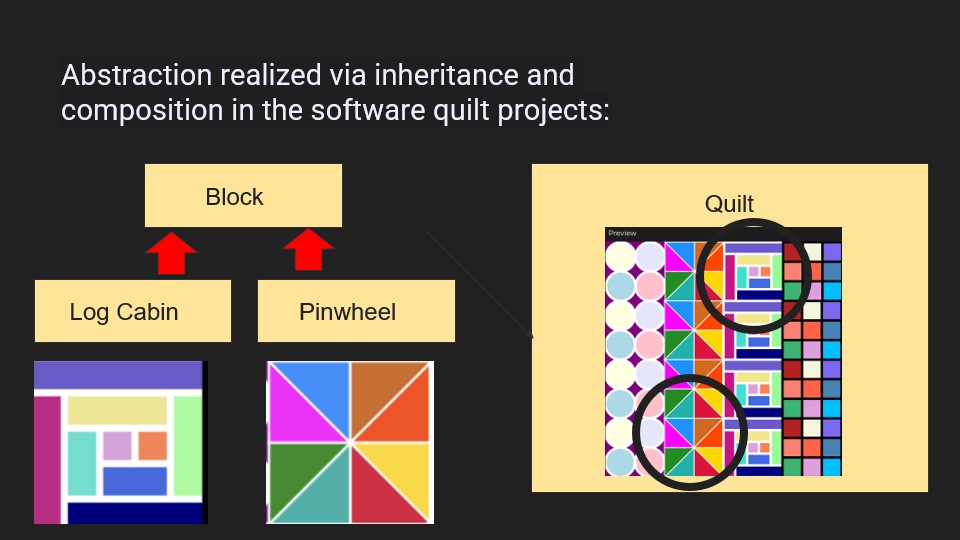 Abstraction realized via inheritance and
composition in the software quilt projects:
Block
Quilt
Preview
Log Cabin
Pinwheel